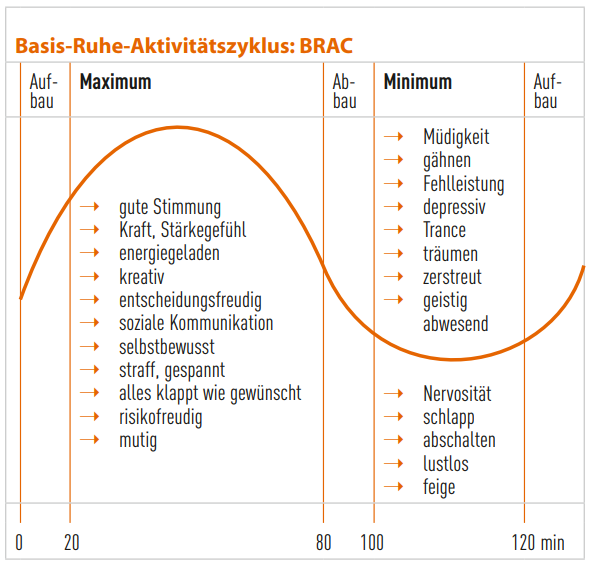 Basis-Ruhe-Aktivitätszyklus: BRAC
Auf-
bau
Maximum
Ab-
bau
Minimum
Auf-
bau
gute Stimmung
Kraft, Stärkegefühl
energiegeladen
kreativ
entscheidungsfreudig
soziale Kommunikation
selbstbewusst
straff, gespannt
alles klappt wie gewünscht
risikofreudig
mutig
Müdigkeit
gähnen
Fehlleistung
depressiv
Trance
träumen
zerstreut
geistig
abwesend
Nervosität
schlapp
abschalten
lustlos
feige
0 20 80 100 120 min